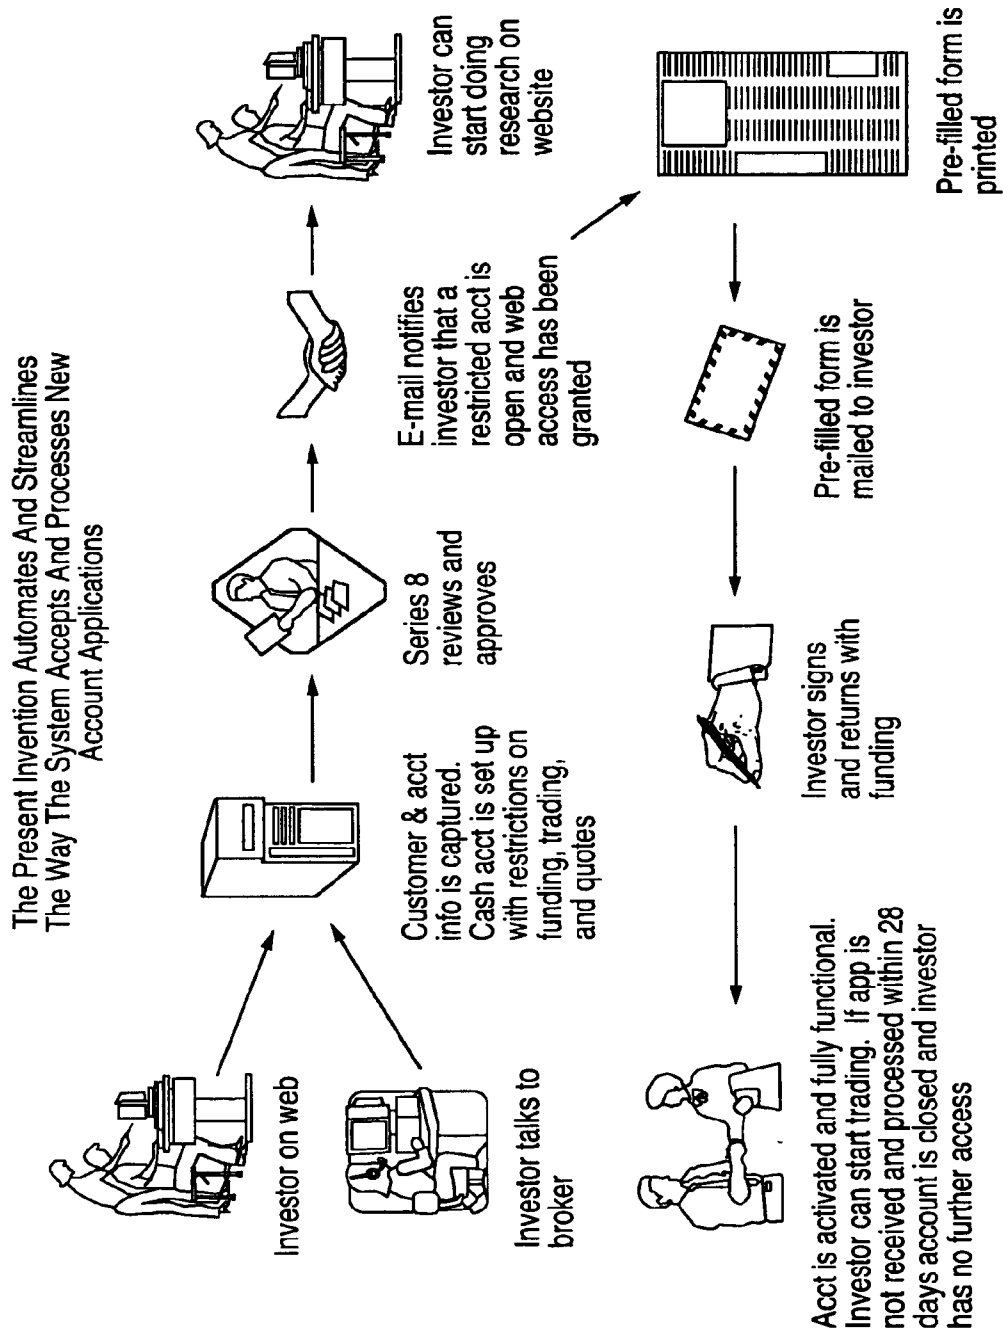 The Present Invention Automates And Streamlines
The Way The System Accepts And Processes New
Account Applications
Investor on web
Investor talks to
broker
Customer & acct
info is captured.
Cash acct is set up
with restrictions on
funding, trading,
and quotes
Series 8
reviews and
approves
E-mail notifies
investor that a
restricted acct is
open and web
access has been
granted
Investor can
start doing
research on
website
Pre-filled form is
printed
Pre-filled form is
mailed to investor
Investor signs
and returns with
funding
Acct is activated and fully functional.
Investor can start trading. If app is
not received and processed within 28
days account is closed and investor
has no further access